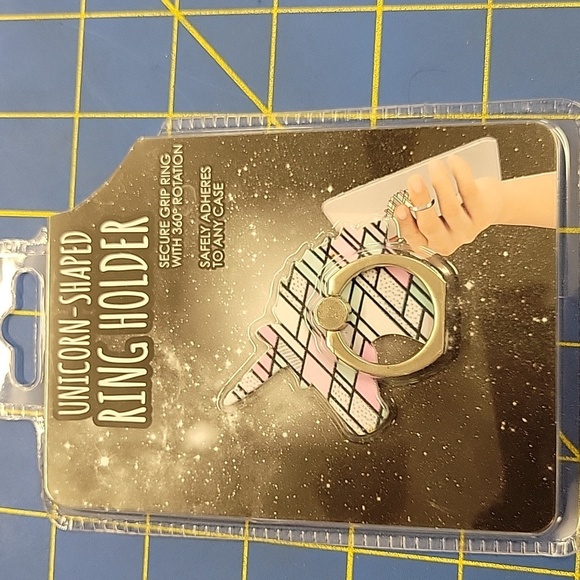 UNICORN-SHAPED
RING HOLDER
SECURE GRIP RING
WITH 360° ROTATION
SAFELY ADHERES
TO ANY CASE